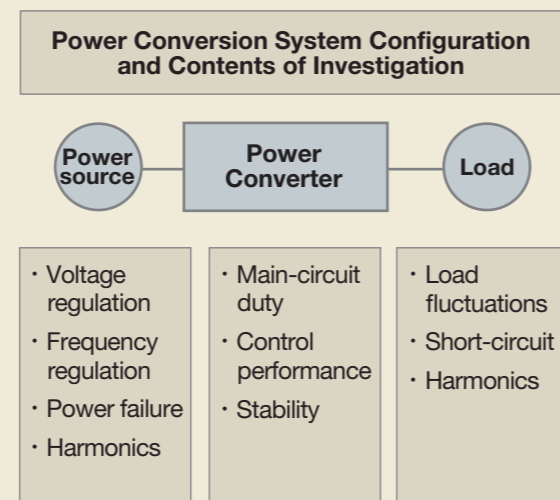 Power Conversion System Configuration
and Contents of Investigation
Power
source
Power
Converter
Load
・Voltage
regulation
・Frequency
regulation
・Power failure
・Harmonics
・Main-circuit
duty
・Control
performance
・Stability
・Load
fluctuations
・Short-circuit
・Harmonics